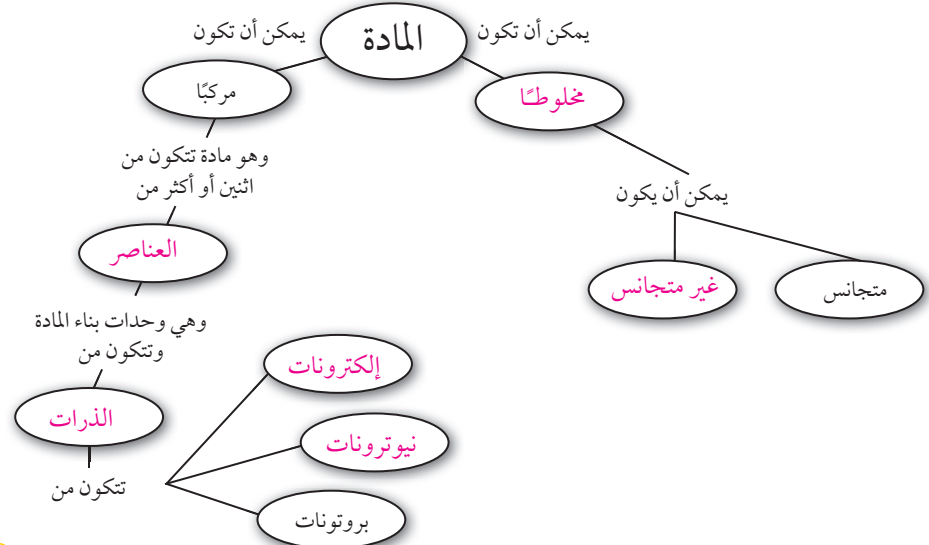 المادة
يمكن أن تكون
مخلوطًا
يمكن أن يكون
متجانس
غير متجانس
يمكن أن تكون
مركبًا
وهو مادة تتكون من
اثنين أو أكثر من
العناصر
وهي وحدات بناء المادة
وتتكون من
الذرات
تتكون من
إلكترونات
نيوترونات
بروتونات